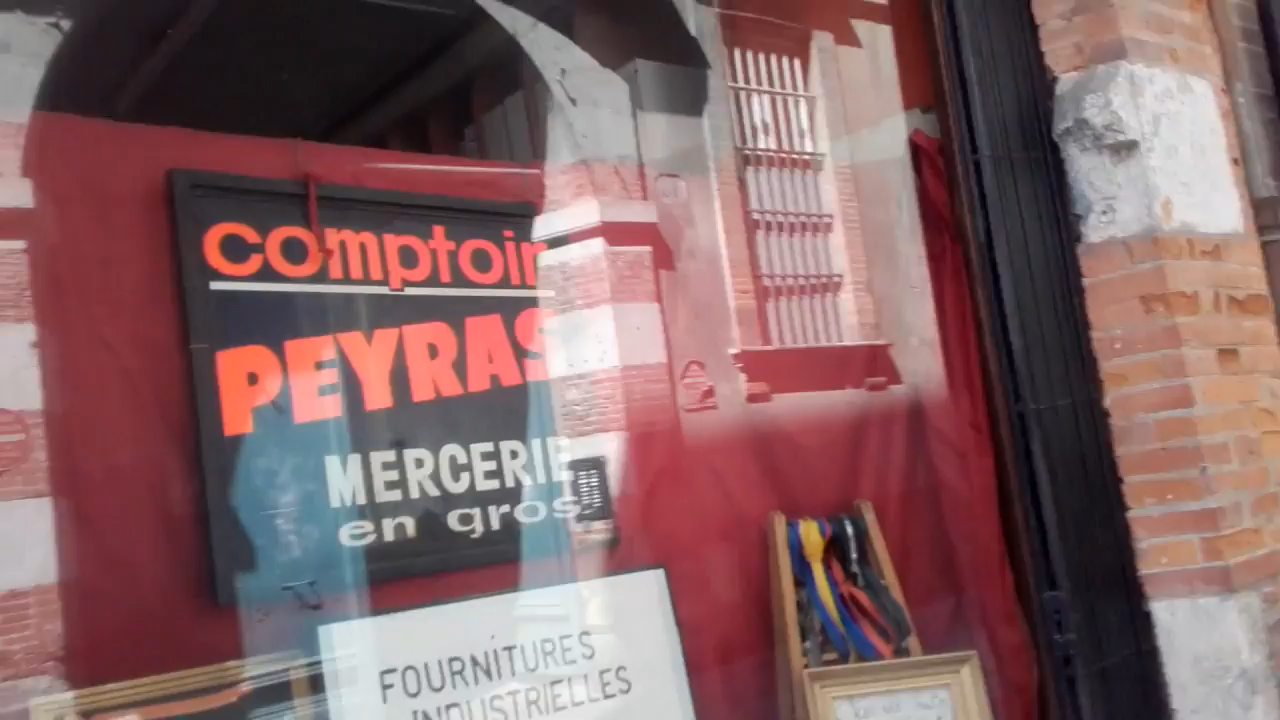 comptoir
PEYRAS
MERCERIE
en gros
FOURNITURES
INDUSTRIELLES